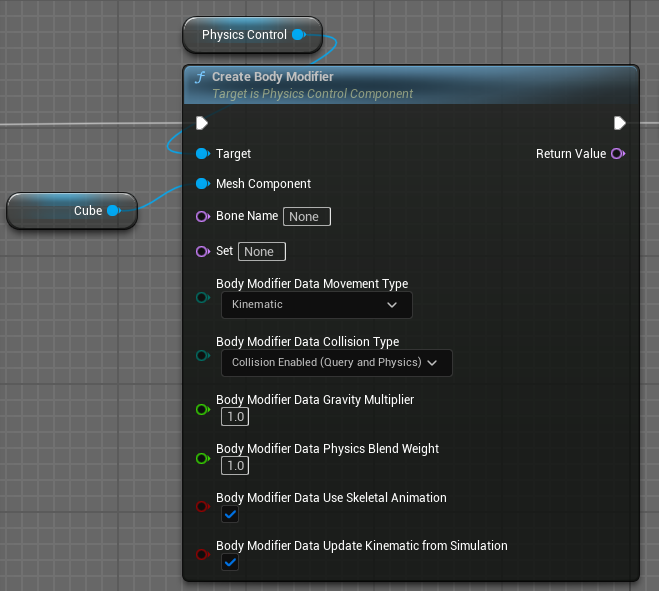 Physics Control
f Create Body Modifier
Target is Physics Control Component
Target
Return Value
Cube
Mesh Component
Bone Name None
Set None
Body Modifier Data Movement Type
Kinematic
Body Modifier Data Collision Type
Collision Enabled (Query and Physics)
Body Modifier Data Gravity Multiplier
1.0
Body Modifier Data Physics Blend Weight
1.0
Body Modifier Data Use Skeletal Animation
Body Modifier Data Update Kinematic from Simulation